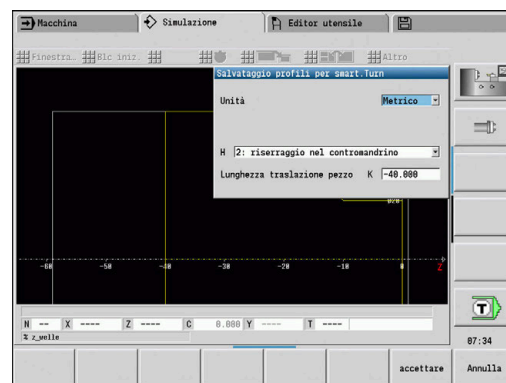 Macchina Simulazione Editor utensile
Finestra… Blc iniz. Altro
Salvataggio profili per smart.Turn
Unità Metrico
H 2: riserraggio nel contromandrino
Lunghezza traslazione pezzo K -40.000
Ø20
-60 -50 -40 -30 -20 -10 0 Z
N -- X ---- Z ---- C 0.000 Y ---- T ----
% z_welle
T
07:34
accettare Annulla